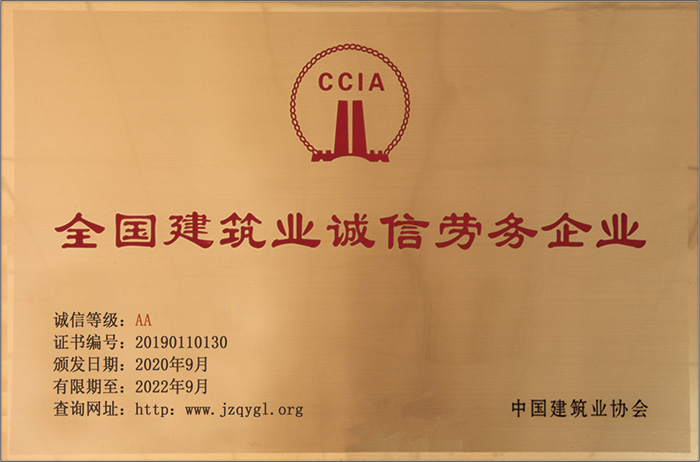 CCIA
全国建筑业诚信劳务企业
诚信等级：AA
证书编号：20190110130
颁发日期：2020年9月
有限期至：2022年9月
查询网址：http：www.jzqygl.org
中国建筑业协会